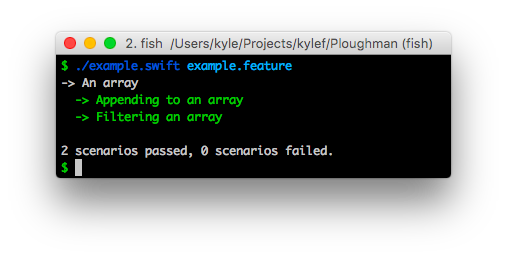 2. fish  /Users/kyle/Projects/kylef/Ploughman (fish)
$ ./example.swift example.feature
-> An array
  -> Appending to an array
  -> Filtering an array
2 scenarios passed, 0 scenarios failed.
$